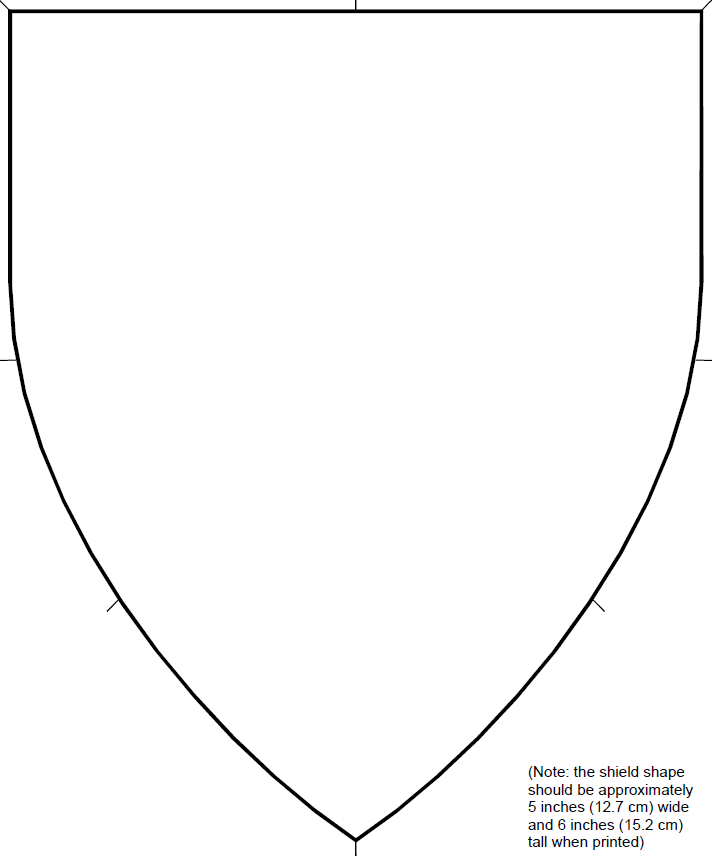 (Note: the shield shape
should be approximately
5 inches (12.7 cm) wide
and 6 inches (15.2 cm)
tall when printed)